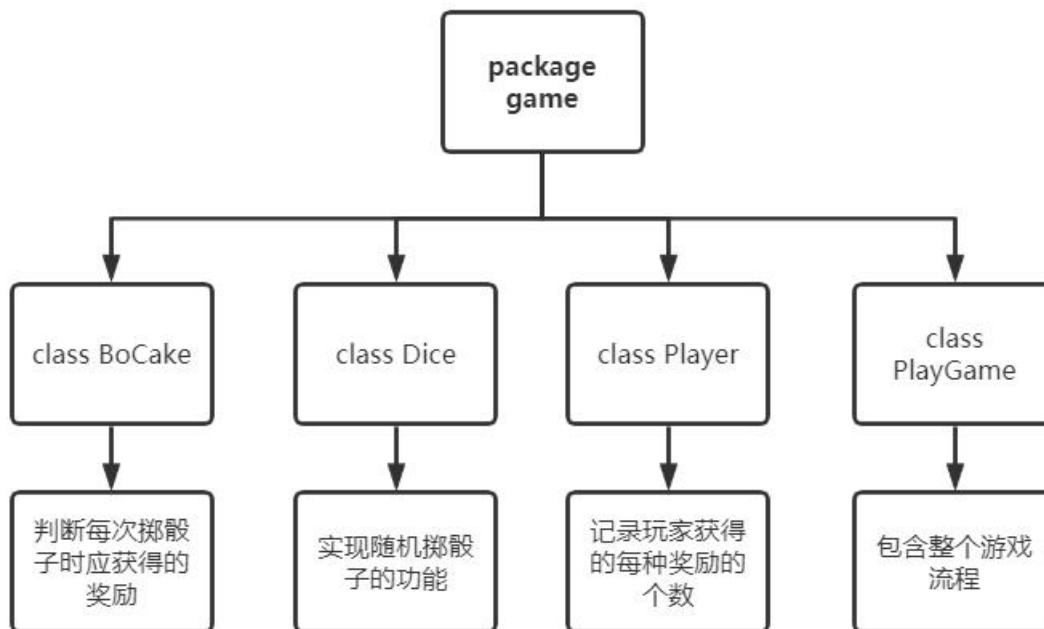 package
game
class BoCake
class Dice
class Player
class
PlayGame
判断每次掷骰
子时应获得的
奖励
实现随机掷骰
子的功能
记录玩家获得
的每种奖励的
个数
包含整个游戏
流程